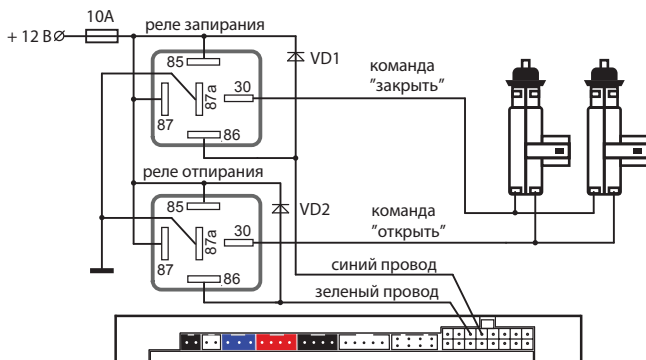 10А
+ 12 В
реле запирания
85
VD1
команда
"закрыть"
30
87а
87
86
реле отпирания
85
VD2
30
команда
"открыть"
87а
87
86
синий провод
зеленый провод